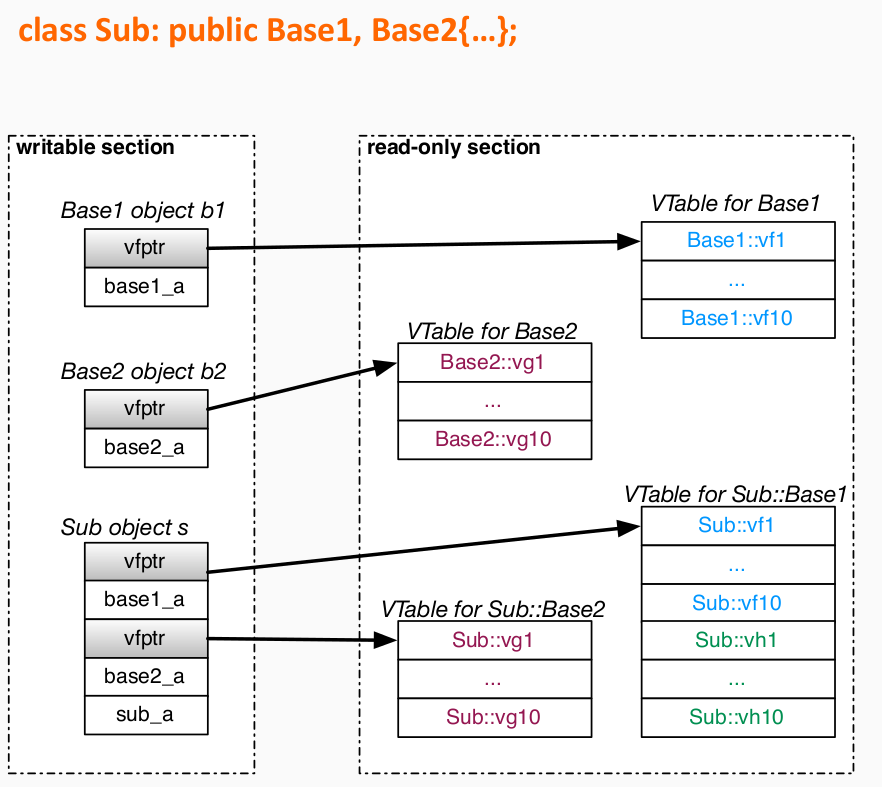 class Sub: public Base1, Base2{…};
writable section
Base1 object b1
vfptr
base1_a
Base2 object b2
vfptr
base2_a
Sub object s
vfptr
base1_a
vfptr
base2_a
sub_a
read-only section
VTable for Base1
Base1::vf1
...
Base1::vf10
VTable for Base2
Base2::vg1
...
Base2::vg10
VTable for Sub::Base1
Sub::vf1
...
Sub::vf10
Sub::vh1
...
Sub::vh10
VTable for Sub::Base2
Sub::vg1
...
Sub::vg10